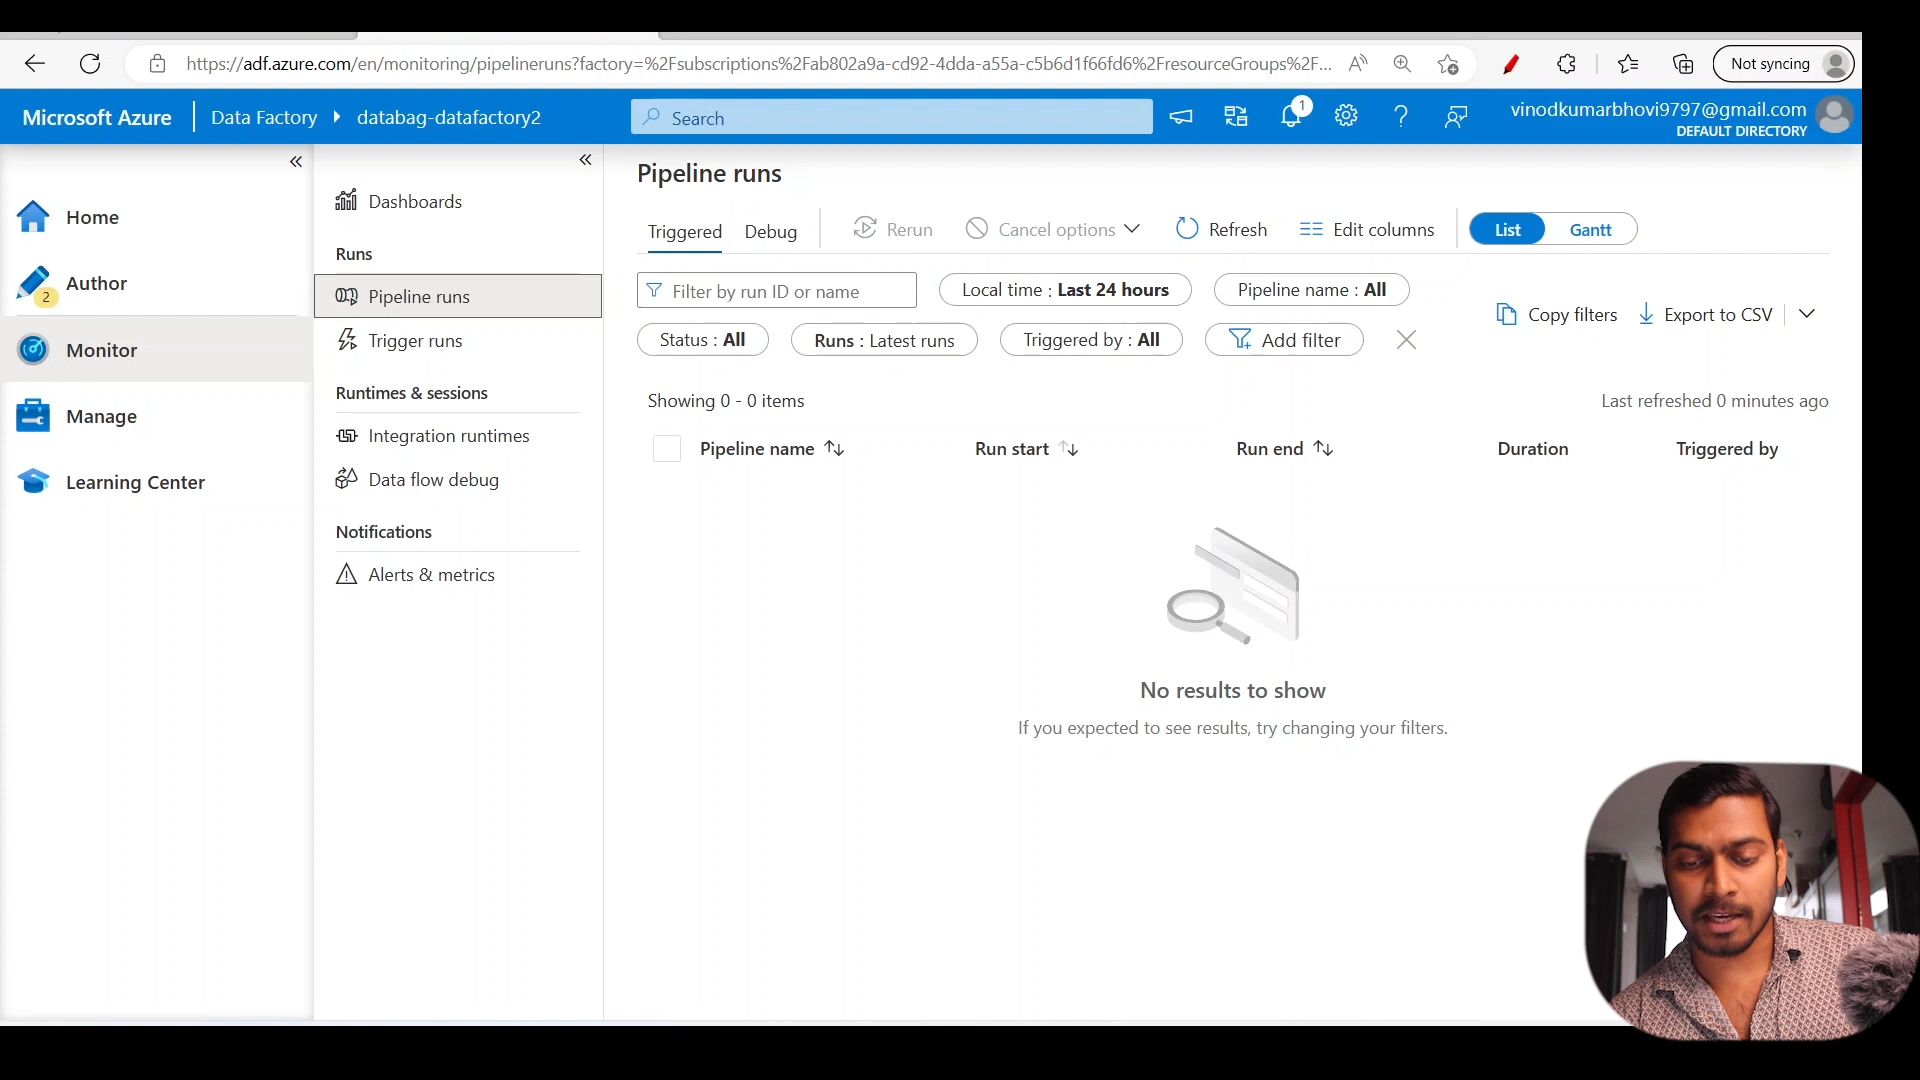 https://adf.azure.com/en/monitoring/pipelineruns?factory=%2Fsubscriptions%2Fab802a9a-cd92-4dda-a55a-c5b6d1f66fd6%2FresourceGroups%2F...
Not syncing
Microsoft Azure
Data Factory
databag-datafactory2
Search
1
vinodkumarbhovi9797@gmail.com
DEFAULT DIRECTORY
Home
Author
2
Monitor
Manage
Learning Center
Dashboards
Runs
Pipeline runs
Trigger runs
Runtimes & sessions
Integration runtimes
Data flow debug
Notifications
Alerts & metrics
Pipeline runs
Triggered
Debug
Rerun
Cancel options
Refresh
Edit columns
List
Gantt
Filter by run ID or name
Local time : Last 24 hours
Pipeline name : All
Status : All
Runs : Latest runs
Triggered by : All
Add filter
Copy filters
Export to CSV
Showing 0 - 0 items
Last refreshed 0 minutes ago
Pipeline name
Run start
Run end
Duration
Triggered by
No results to show
If you expected to see results, try changing your filters.